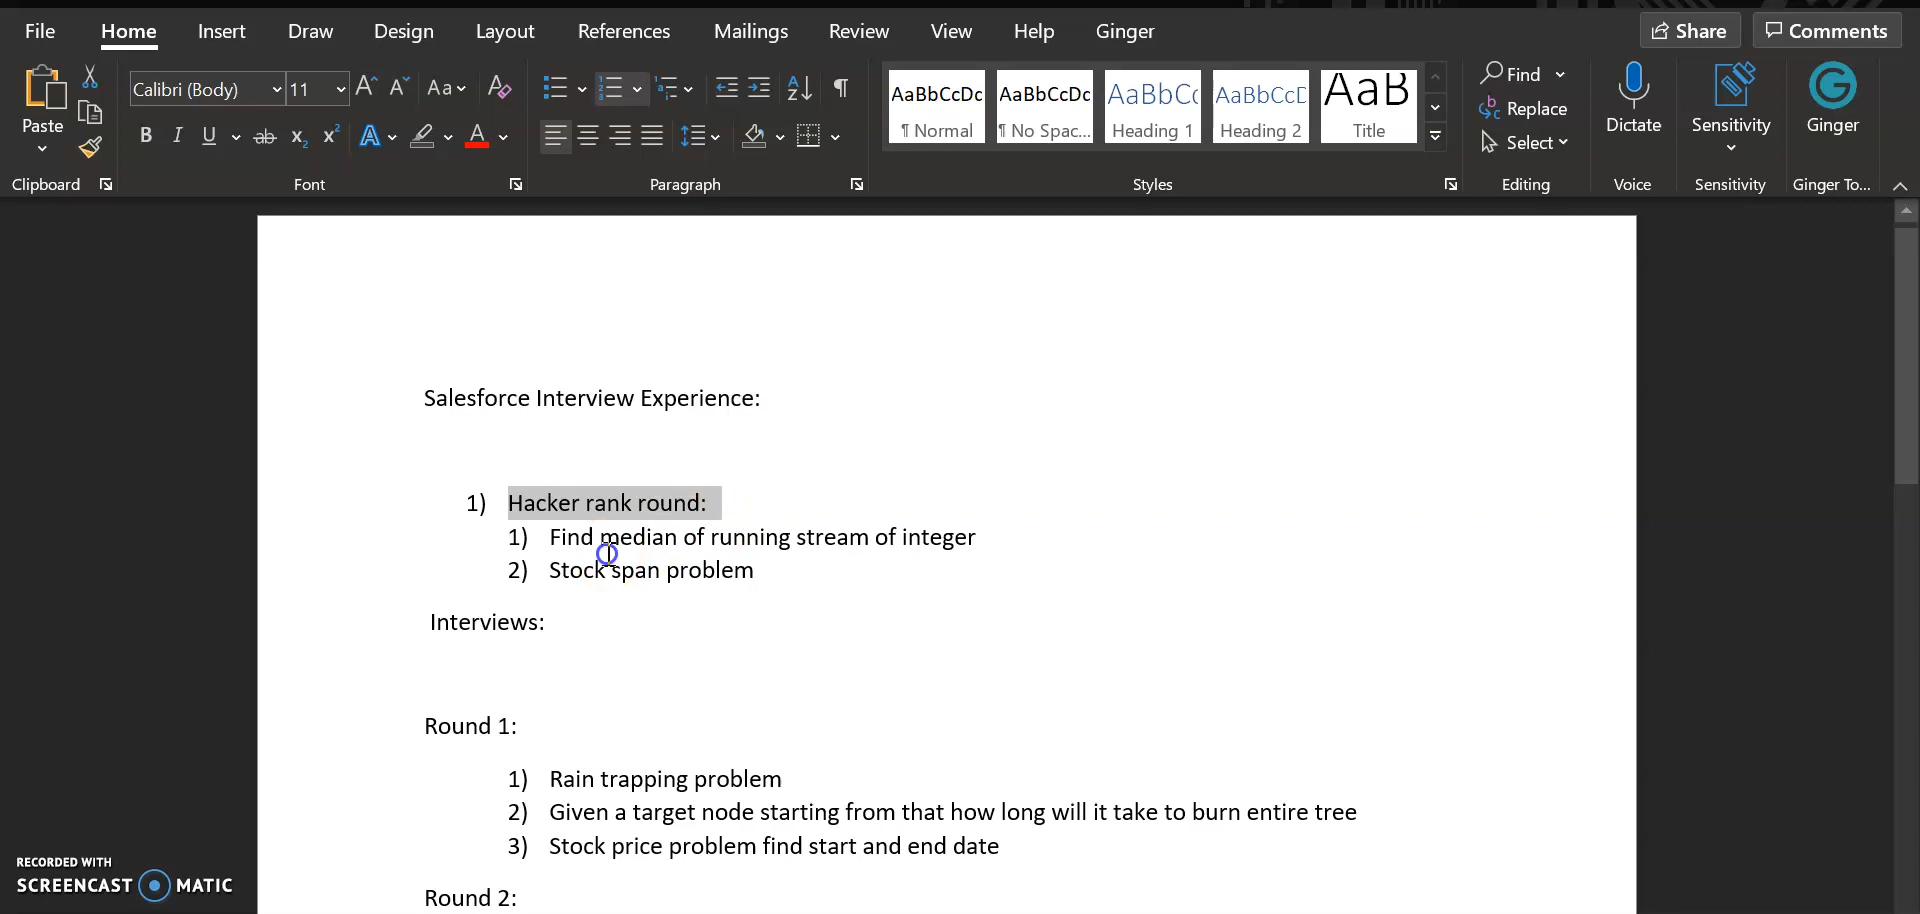 File Home Insert Draw Design Layout References Mailings Review View Help Ginger Share Comments
Paste Calibri (Body) 11 Aa AaBbCcDc AaBbCcDc AaBbCc AaBbCcD AaB Find Replace Select Dictate Sensitivity Ginger
¶ Normal ¶ No Spac... Heading 1 Heading 2 Title
Clipboard Font Paragraph Styles Editing Voice Sensitivity Ginger To...
Salesforce Interview Experience:
1) Hacker rank round:
1) Find median of running stream of integer
2) Stock span problem
Interviews:
Round 1:
1) Rain trapping problem
2) Given a target node starting from that how long will it take to burn entire tree
3) Stock price problem find start and end date
Round 2:
RECORDED WITH
SCREENCAST MATIC